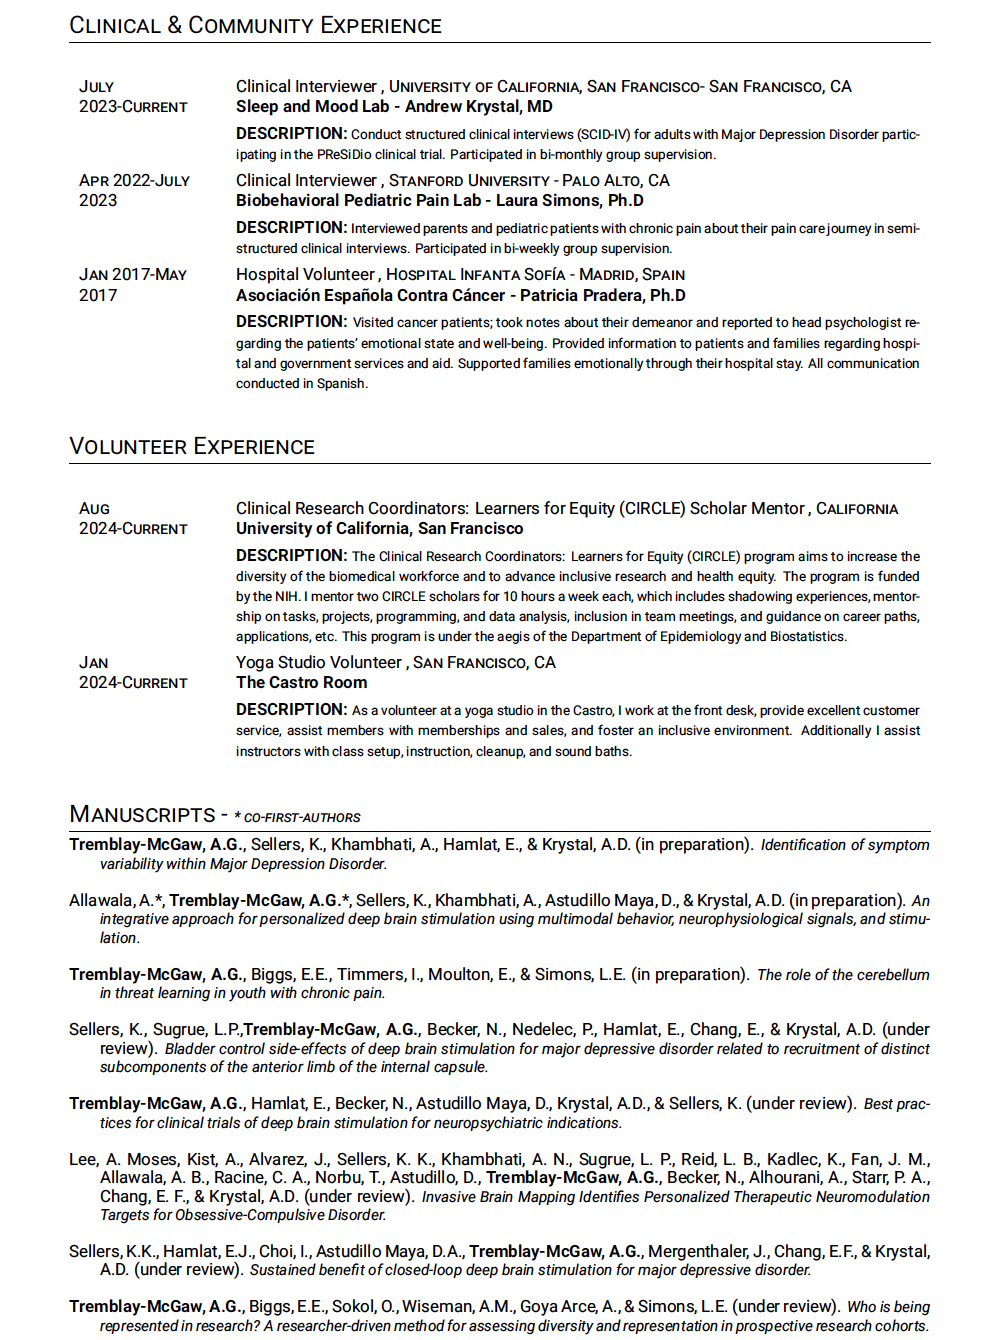 Clinical & Community Experience
July
2023-Current
Clinical Interviewer , University of California, San Francisco- San Francisco, CA
Sleep and Mood Lab - Andrew Krystal, MD
DESCRIPTION: Conduct structured clinical interviews (SCID-IV) for adults with Major Depression Disorder partic-
ipating in the PReSiDio clinical trial. Participated in bi-monthly group supervision.
Apr 2022-July
2023
Clinical Interviewer , Stanford University - Palo Alto, CA
Biobehavioral Pediatric Pain Lab - Laura Simons, Ph.D
DESCRIPTION: Interviewed parents and pediatric patients with chronic pain about their pain care journey in semi-
structured clinical interviews. Participated in bi-weekly group supervision.
Jan 2017-May
2017
Hospital Volunteer , Hospital Infanta Sofía - Madrid, Spain
Asociación Española Contra Cáncer - Patricia Pradera, Ph.D
DESCRIPTION: Visited cancer patients; took notes about their demeanor and reported to head psychologist re-
garding the patients' emotional state and well-being. Provided information to patients and families regarding hospi-
tal and government services and aid. Supported families emotionally through their hospital stay. All communication
conducted in Spanish.
Volunteer Experience
Aug
2024-Current
Clinical Research Coordinators: Learners for Equity (CIRCLE) Scholar Mentor , California
University of California, San Francisco
DESCRIPTION: The Clinical Research Coordinators: Learners for Equity (CIRCLE) program aims to increase the
diversity of the biomedical workforce and to advance inclusive research and health equity. The program is funded
by the NIH. I mentor two CIRCLE scholars for 10 hours a week each, which includes shadowing experiences, mentor-
ship on tasks, projects, programming, and data analysis, inclusion in team meetings, and guidance on career paths,
applications, etc. This program is under the aegis of the Department of Epidemiology and Biostatistics.
Jan
2024-Current
Yoga Studio Volunteer , San Francisco, CA
The Castro Room
DESCRIPTION: As a volunteer at a yoga studio in the Castro, I work at the front desk, provide excellent customer
service, assist members with memberships and sales, and foster an inclusive environment. Additionally I assist
instructors with class setup, instruction, cleanup, and sound baths.
Manuscripts - * co-first-authors
Tremblay-McGaw, A.G., Sellers, K., Khambhati, A., Hamlat, E., & Krystal, A.D. (in preparation). Identification of symptom
variability within Major Depression Disorder.
Allawala, A.*, Tremblay-McGaw, A.G.*, Sellers, K., Khambhati, A., Astudillo Maya, D., & Krystal, A.D. (in preparation). An
integrative approach for personalized deep brain stimulation using multimodal behavior, neurophysiological signals, and stimu-
lation.
Tremblay-McGaw, A.G., Biggs, E.E., Timmers, I., Moulton, E., & Simons, L.E. (in preparation). The role of the cerebellum
in threat learning in youth with chronic pain.
Sellers, K., Sugrue, L.P.,Tremblay-McGaw, A.G., Becker, N., Nedelec, P., Hamlat, E., Chang, E., & Krystal, A.D. (under
review). Bladder control side-effects of deep brain stimulation for major depressive disorder related to recruitment of distinct
subcomponents of the anterior limb of the internal capsule.
Tremblay-McGaw, A.G., Hamlat, E., Becker, N., Astudillo Maya, D., Krystal, A.D., & Sellers, K. (under review). Best prac-
tices for clinical trials of deep brain stimulation for neuropsychiatric indications.
Lee, A. Moses, Kist, A., Alvarez, J., Sellers, K. K., Khambhati, A. N., Sugrue, L. P., Reid, L. B., Kadlec, K., Fan, J. M.,
Allawala, A. B., Racine, C. A., Norbu, T., Astudillo, D., Tremblay-McGaw, A.G., Becker, N., Alhourani, A., Starr, P. A.,
Chang, E. F., & Krystal, A.D. (under review). Invasive Brain Mapping Identifies Personalized Therapeutic Neuromodulation
Targets for Obsessive-Compulsive Disorder.
Sellers, K.K., Hamlat, E.J., Choi, I., Astudillo Maya, D.A., Tremblay-McGaw, A.G., Mergenthaler, J., Chang, E.F., & Krystal,
A.D. (under review). Sustained benefit of closed-loop deep brain stimulation for major depressive disorder.
Tremblay-McGaw, A.G., Biggs, E.E., Sokol, O., Wiseman, A.M., Goya Arce, A., & Simons, L.E. (under review). Who is being
represented in research? A researcher-driven method for assessing diversity and representation in prospective research cohorts.